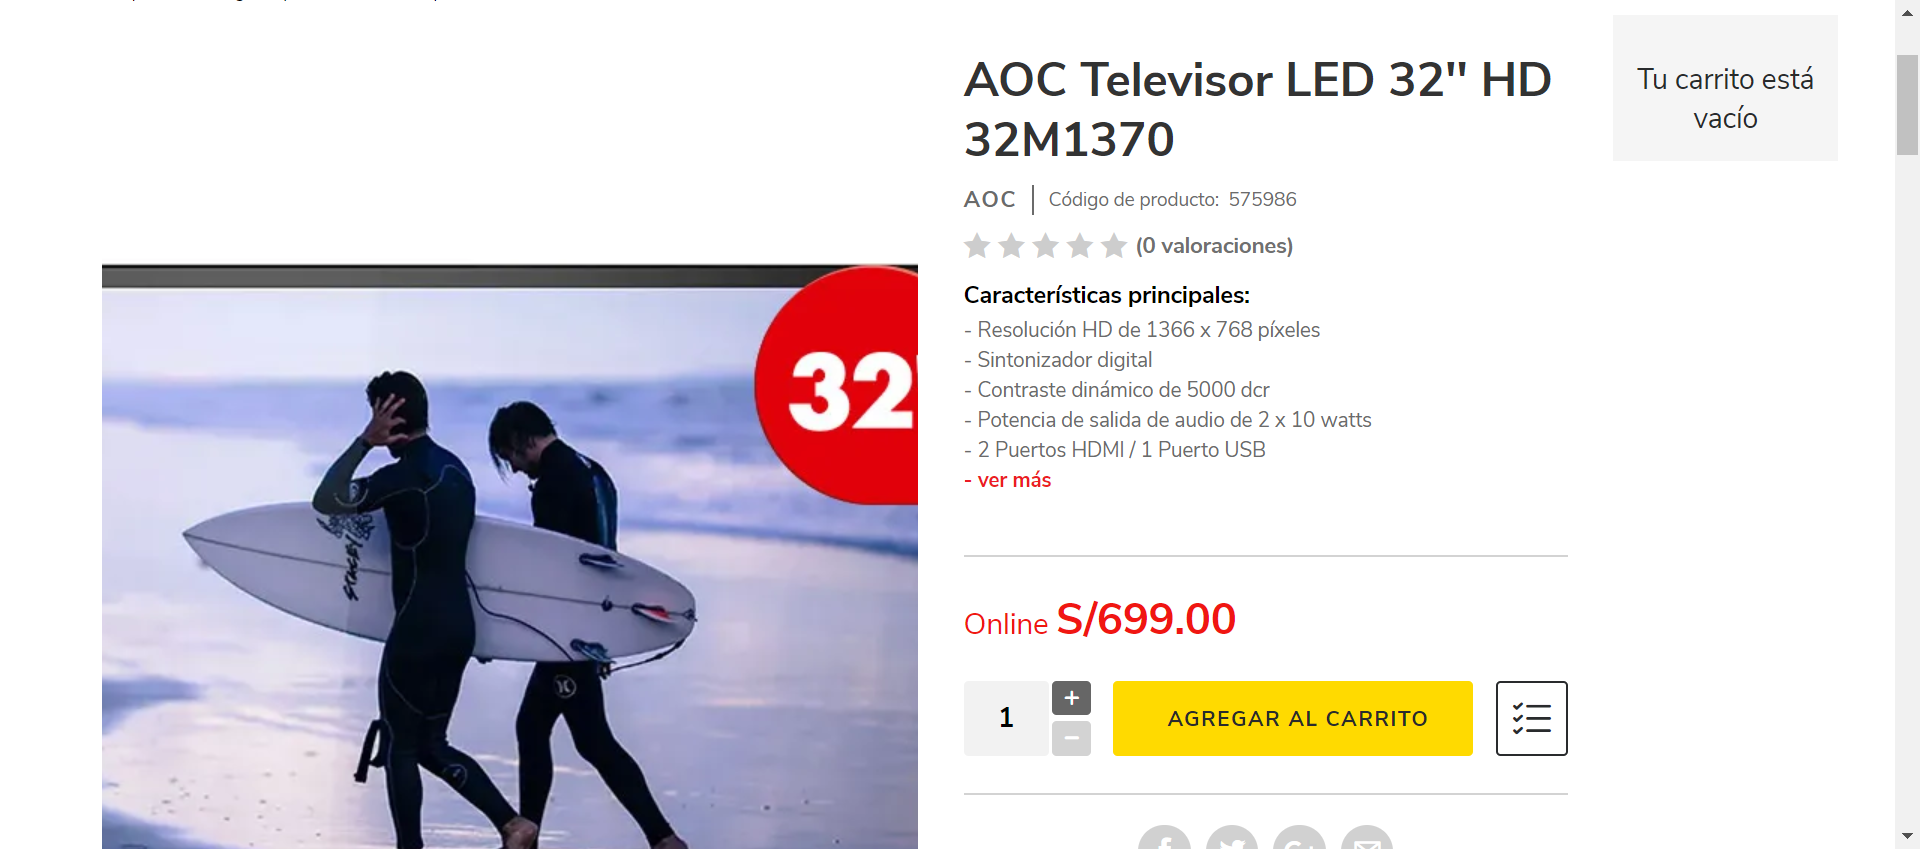 AOC Televisor LED 32" HD
32M1370
AOC | Código de producto: 575986
(0 valoraciones)
Características principales:
- Resolución HD de 1366 x 768 píxeles
- Sintonizador digital
- Contraste dinámico de 5000 dcr
- Potencia de salida de audio de 2 x 10 watts
- 2 Puertos HDMI / 1 Puerto USB
- ver más
Online S/699.00
1
+
-
AGREGAR AL CARRITO
Tu carrito está
vacío
32"